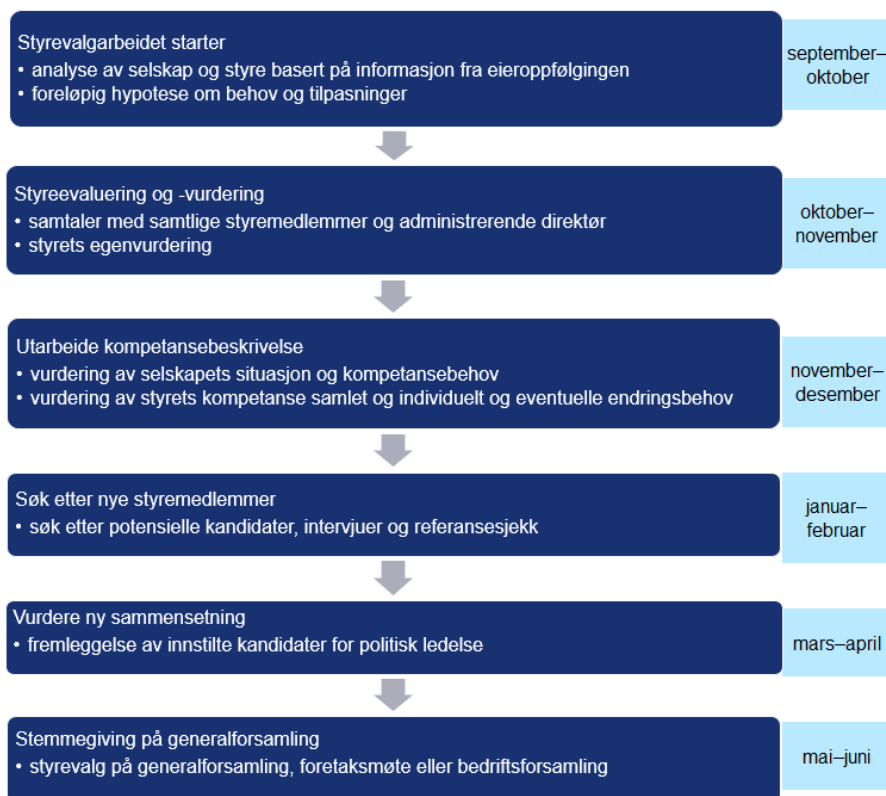 Styrevalgarbeidet starter
• analyse av selskap og styre basert på informasjon fra eieroppfølgingen
• foreløpig hypotese om behov og tilpasninger
september–
oktober
Styreevaluering og -vurdering
• samtaler med samtlige styremedlemmer og administrerende direktør
• styrets egenvurdering
oktober–
november
Utarbeide kompetansebeskrivelse
• vurdering av selskapets situasjon og kompetansebehov
• vurdering av styrets kompetanse samlet og individuelt og eventuelle endringsbehov
november–
desember
Søk etter nye styremedlemmer
• søk etter potensielle kandidater, intervjuer og referansesjekk
januar–
februar
Vurdere ny sammensetning
• fremleggelse av innstilte kandidater for politisk ledelse
mars–april
Stemmegiving på generalforsamling
• styrevalg på generalforsamling, foretaksmøte eller bedriftsforsamling
mai–juni